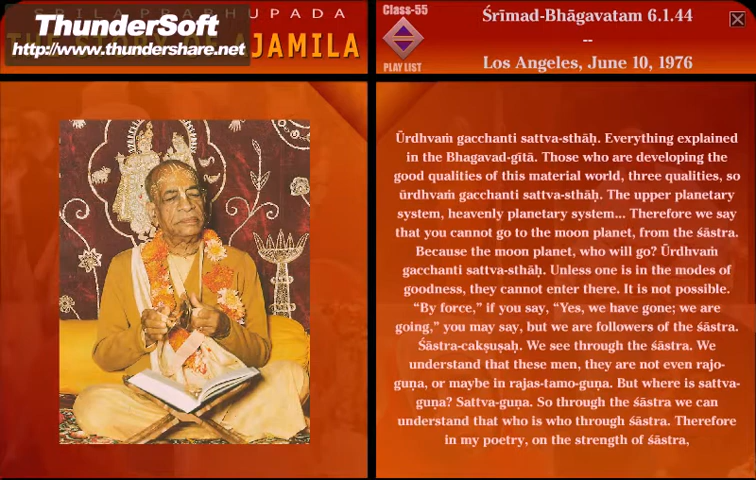 SRILA PRABHUPADA
ThunderSoft
http://www.thundershare.net
THE STORY OF AJAMILA
Class-55
PLAY LIST
Śrīmad-Bhāgavatam 6.1.44
--
Los Angeles, June 10, 1976
Ūrdhvaṁ gacchanti sattva-sthāḥ. Everything explained
in the Bhagavad-gītā. Those who are developing the
good qualities of this material world, three qualities, so
ūrdhvaṁ gacchanti sattva-sthāḥ. The upper planetary
system, heavenly planetary system... Therefore we say
that you cannot go to the moon planet, from the śāstra.
Because the moon planet, who will go? Ūrdhvaṁ
gacchanti sattva-sthāḥ. Unless one is in the modes of
goodness, they cannot enter there. It is not possible.
“By force,” if you say, “Yes, we have gone; we are
going,” you may say, but we are followers of the śāstra.
Śāstra-cakṣuṣaḥ. We see through the śāstra. We
understand that these men, they are not even rajo-
guṇa, or maybe in rajas-tamo-guṇa. But where is sattva-
guṇa? Sattva-guṇa. So through the śāstra we can
understand that who is who through śāstra. Therefore
in my poetry, on the strength of śāstra,